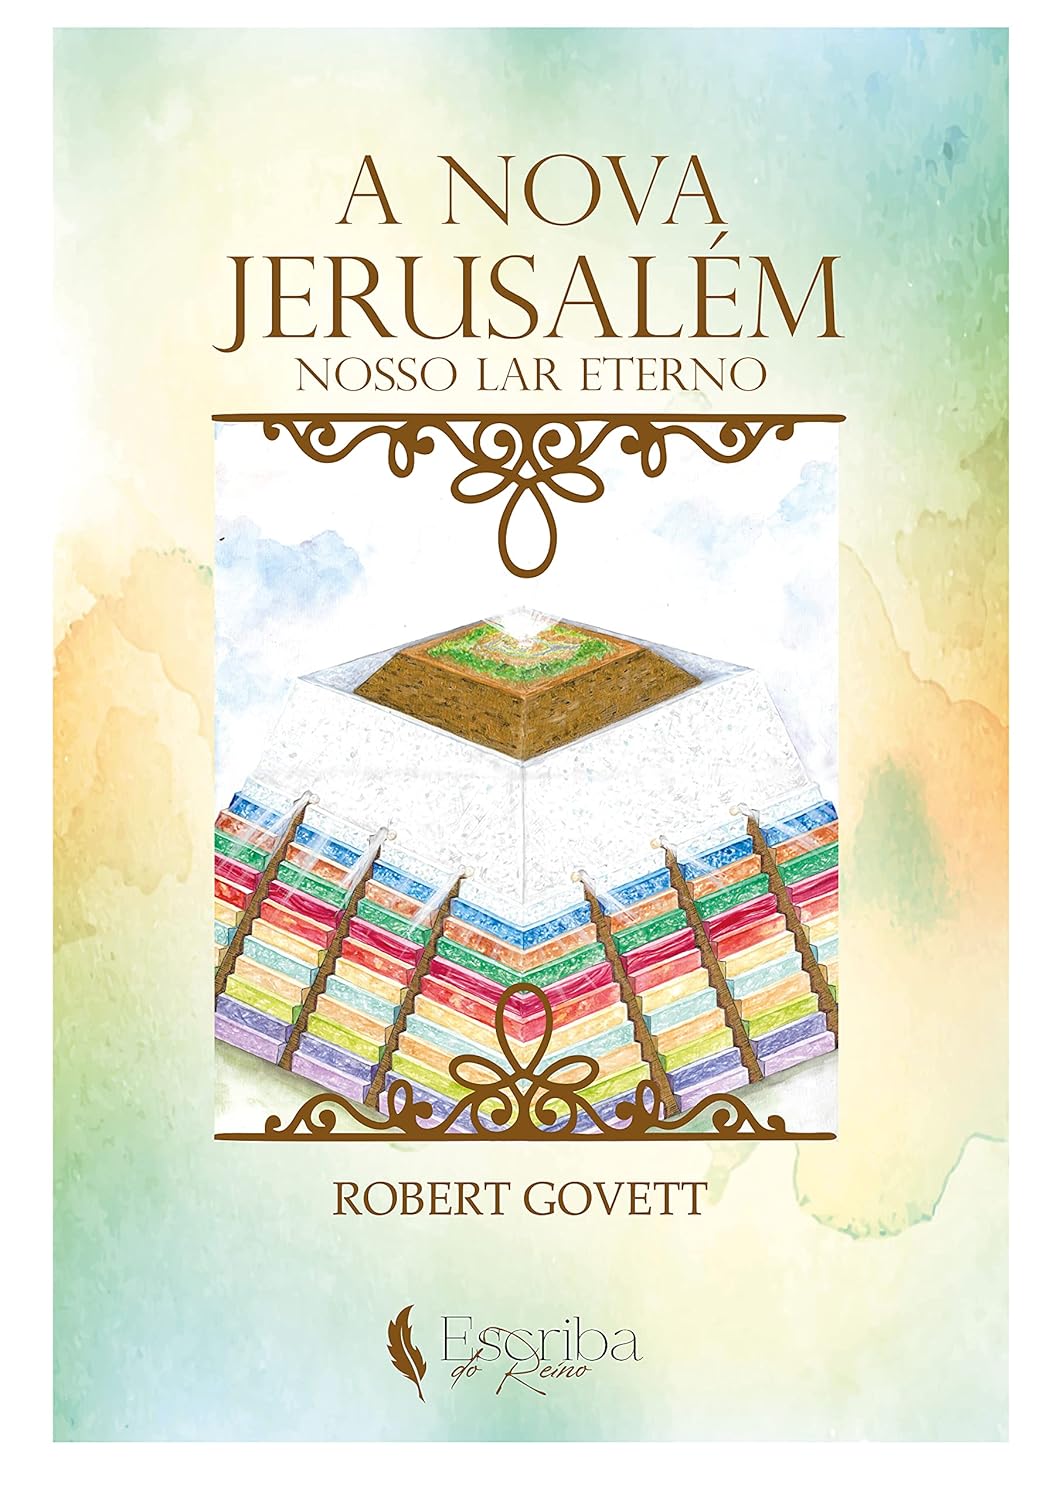 A NOVA
JERUSALÉM
NOSSO LAR ETERNO
ROBERT GOVETT
Escriba
do Reino